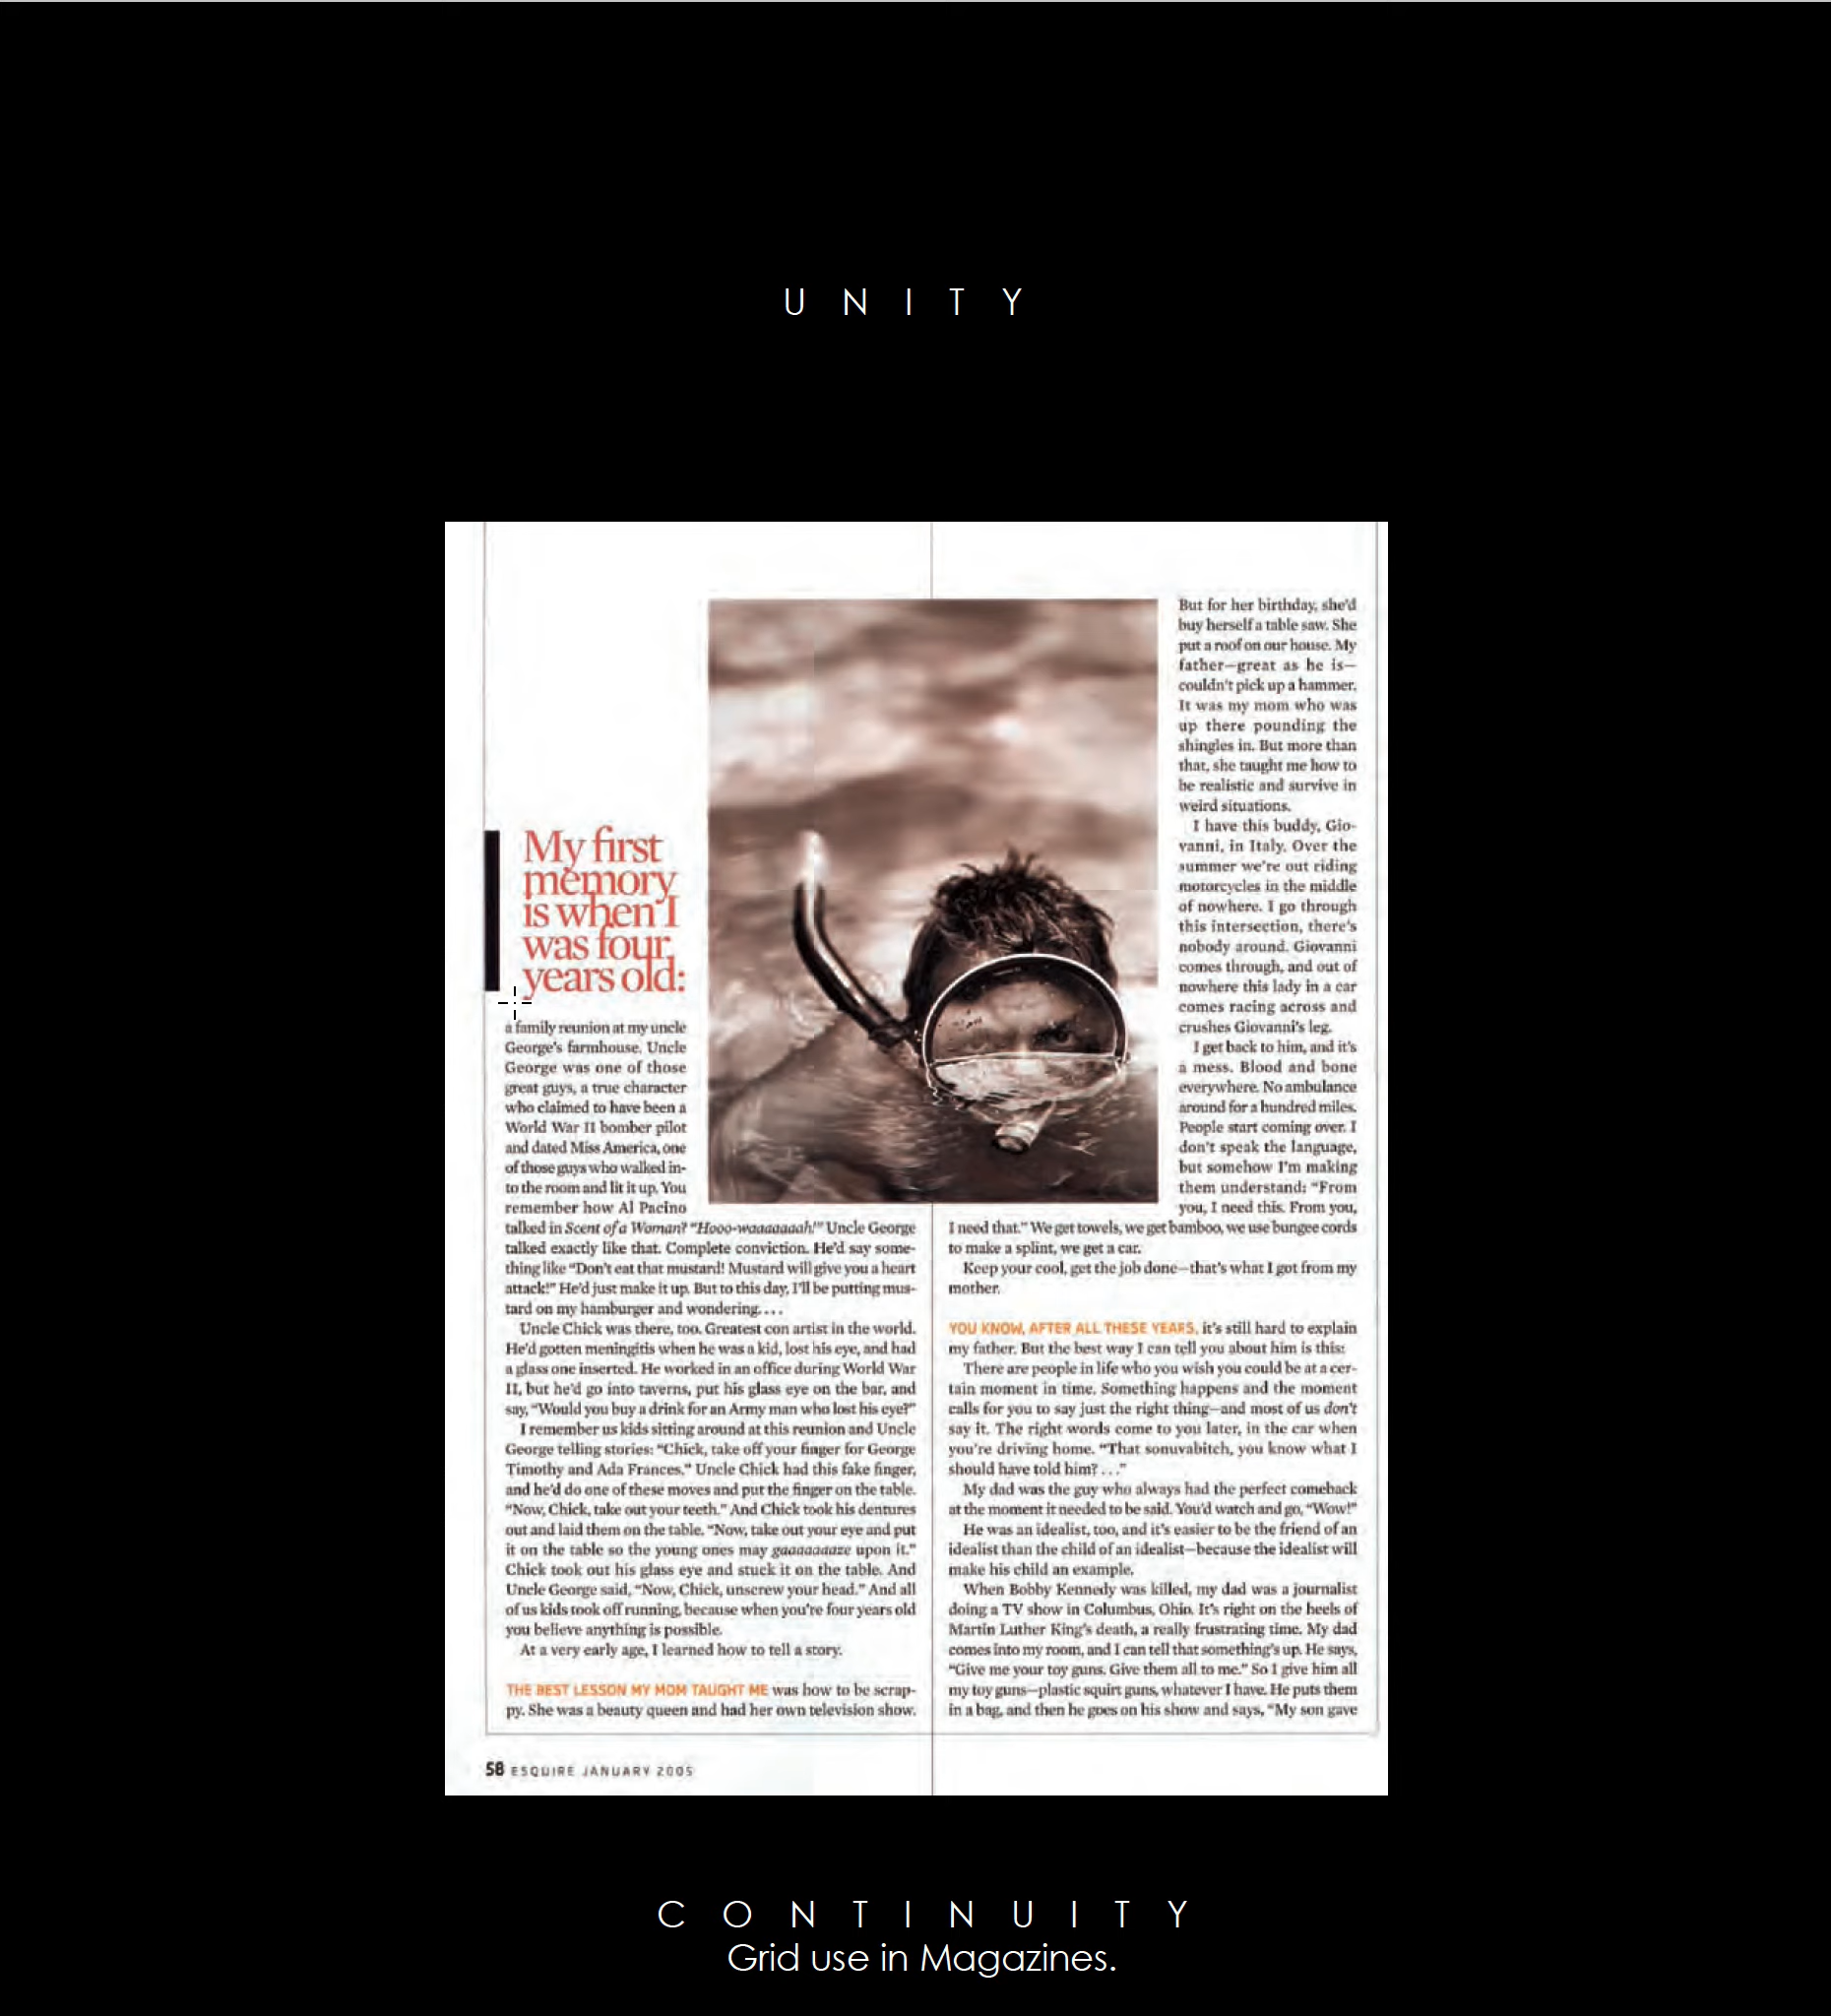 UNITY
My first
memory
is when I
was four
years old:
a family reunion at my uncle
George's farmhouse. Uncle
George was one of those
great guys, a true character
who claimed to have been a
World War II bomber pilot
and dated Miss America, one
of those guys who walked in-
to the room and lit it up. You
remember how Al Pacino
talked in Scent of a Woman? "Hooo-waaaaaaah!" Uncle George
talked exactly like that. Complete conviction. He'd say some-
thing like "Don't eat that mustard! Mustard will give you a heart
attack!" He'd just make it up. But to this day, I'll be putting mus-
tard on my hamburger and wondering. . . .
Uncle Chick was there, too. Greatest con artist in the world.
He'd gotten meningitis when he was a kid, lost his eye, and had
a glass one inserted. He worked in an office during World War
II, but he'd go into taverns, put his glass eye on the bar, and
say, "Would you buy a drink for an Army man who lost his eye?"
I remember us kids sitting around at this reunion and Uncle
George telling stories: "Chick, take off your finger for George
Timothy and Ada Frances." Uncle Chick had this fake finger,
and he'd do one of these moves and put the finger on the table.
"Now, Chick, take out your teeth." And Chick took his dentures
out and laid them on the table. "Now, take out your eye and put
it on the table so the young ones may gaaaaaaaze upon it."
Chick took out his glass eye and stuck it on the table. And
Uncle George said, "Now, Chick, unscrew your head." And all
of us kids took off running, because when you're four years old
you believe anything is possible.
At a very early age, I learned how to tell a story.
THE BEST LESSON MY MOM TAUGHT ME was how to be scrap-
py. She was a beauty queen and had her own television show.
But for her birthday, she'd
buy herself a table saw. She
put a roof on our house. My
father—great as he is—
couldn't pick up a hammer.
It was my mom who was
up there pounding the
shingles in. But more than
that, she taught me how to
be realistic and survive in
weird situations.
I have this buddy, Gio-
vanni, in Italy. Over the
summer we're out riding
motorcycles in the middle
of nowhere. I go through
this intersection, there's
nobody around. Giovanni
comes through, and out of
nowhere this lady in a car
comes racing across and
crushes Giovanni's leg.
I get back to him, and it's
a mess. Blood and bone
everywhere. No ambulance
around for a hundred miles.
People start coming over. I
don't speak the language,
but somehow I'm making
them understand: "From
you, I need this. From you,
I need that." We get towels, we get bamboo, we use bungee cords
to make a splint, we get a car.
Keep your cool, get the job done—that's what I got from my
mother.
YOU KNOW, AFTER ALL THESE YEARS, it's still hard to explain
my father. But the best way I can tell you about him is this:
There are people in life who you wish you could be at a cer-
tain moment in time. Something happens and the moment
calls for you to say just the right thing—and most of us don't
say it. The right words come to you later, in the car when
you're driving home. "That sonuvabitch, you know what I
should have told him? . . ."
My dad was the guy who always had the perfect comeback
at the moment it needed to be said. You'd watch and go, "Wow!"
He was an idealist, too, and it's easier to be the friend of an
idealist than the child of an idealist—because the idealist will
make his child an example.
When Bobby Kennedy was killed, my dad was a journalist
doing a TV show in Columbus, Ohio. It's right on the heels of
Martin Luther King's death, a really frustrating time. My dad
comes into my room, and I can tell that something's up. He says,
"Give me your toy guns. Give them all to me." So I give him all
my toy guns—plastic squirt guns, whatever I have. He puts them
in a bag, and then he goes on his show and says, "My son gave
58 ESQUIRE JANUARY 2005
CONTINUITY
Grid use in Magazines.